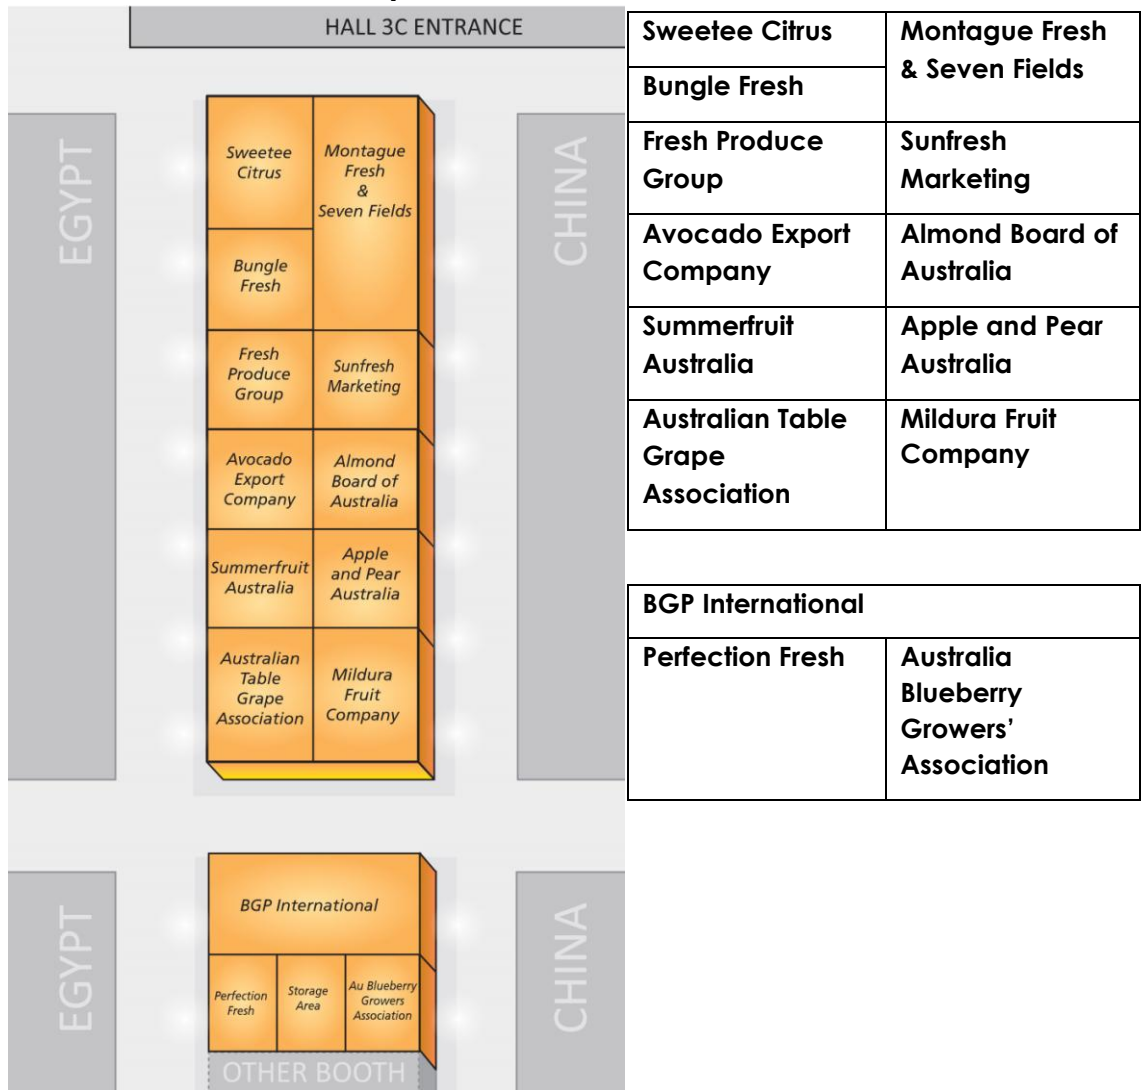 HALL 3C ENTRANCE
EGYPT
CHINA
Sweetee
Citrus
Montague
Fresh
&
Seven Fields
Bungle
Fresh
Fresh
Produce
Group
Sunfresh
Marketing
Avocado
Export
Company
Almond
Board of
Australia
Summerfruit
Australia
Apple
and Pear
Australia
Australian
Table
Grape
Association
Mildura
Fruit
Company
EGYPT
CHINA
BGP International
Perfection
Fresh
Storage
Area
Au Blueberry
Growers
Association
OTHER BOOTH
Sweetee Citrus
Montague Fresh
& Seven Fields
Bungle Fresh
Fresh Produce
Group
Sunfresh
Marketing
Avocado Export
Company
Almond Board of
Australia
Summerfruit
Australia
Apple and Pear
Australia
Australian Table
Grape
Association
Mildura Fruit
Company
BGP International
Perfection Fresh
Australia
Blueberry
Growers’
Association